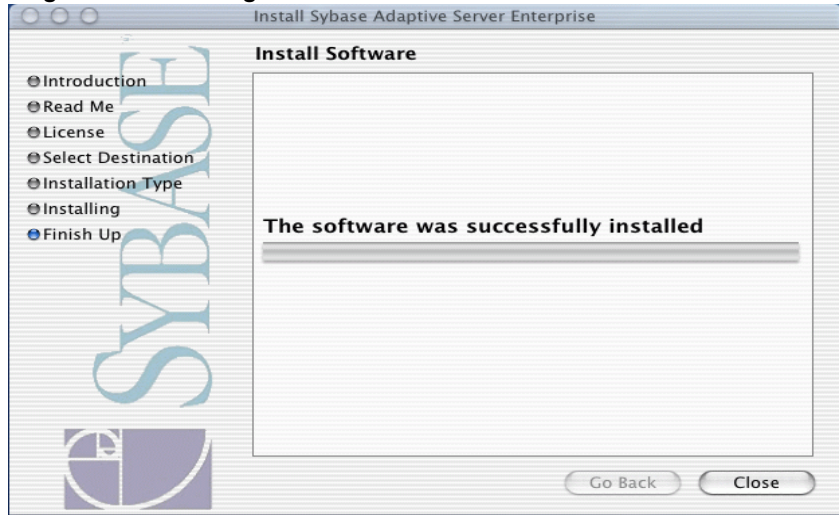 Install Sybase Adaptive Server Enterprise
Install Software
Introduction
Read Me
License
Select Destination
Installation Type
Installing
Finish Up
SYBASE
The software was successfully installed
Go Back
Close